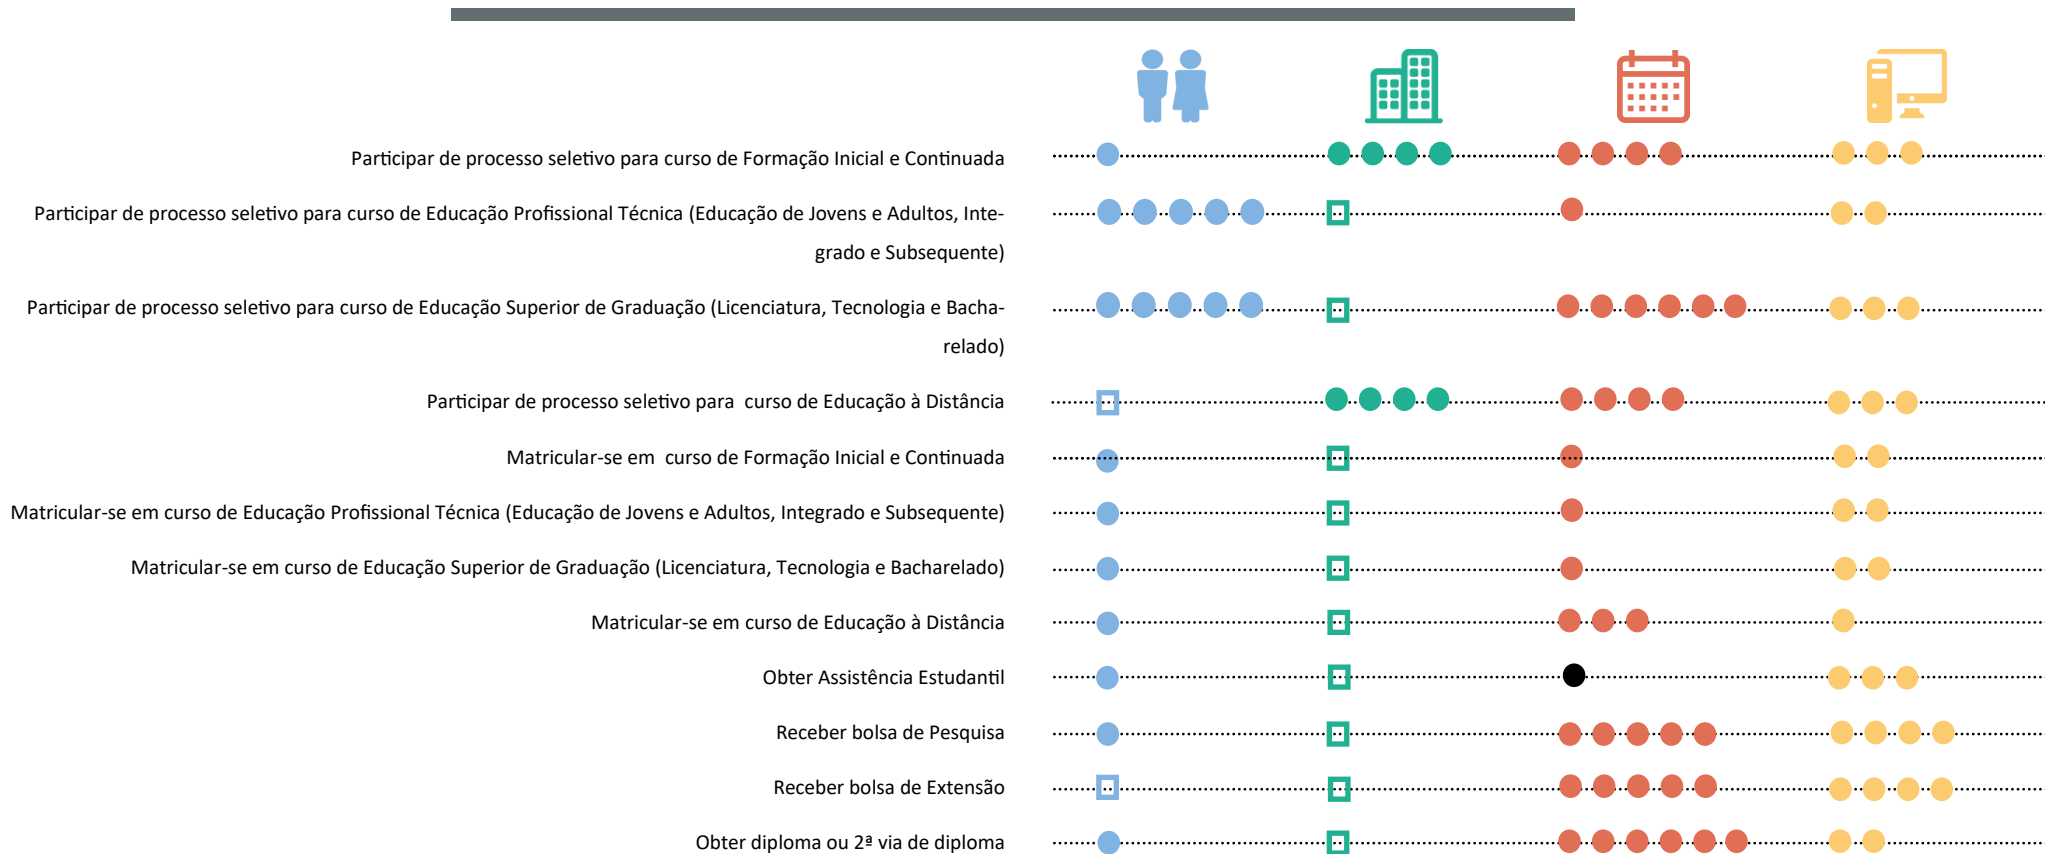 Participar de processo seletivo para curso de Formação Inicial e Continuada
Participar de processo seletivo para curso de Educação Profissional Técnica (Educação de Jovens e Adultos, Inte-
grado e Subsequente)
Participar de processo seletivo para curso de Educação Superior de Graduação (Licenciatura, Tecnologia e Bacha-
relado)
Participar de processo seletivo para curso de Educação à Distância
Matricular-se em curso de Formação Inicial e Continuada
Matricular-se em curso de Educação Profissional Técnica (Educação de Jovens e Adultos, Integrado e Subsequente)
Matricular-se em curso de Educação Superior de Graduação (Licenciatura, Tecnologia e Bacharelado)
Matricular-se em curso de Educação à Distância
Obter Assistência Estudantil
Receber bolsa de Pesquisa
Receber bolsa de Extensão
Obter diploma ou 2ª via de diploma